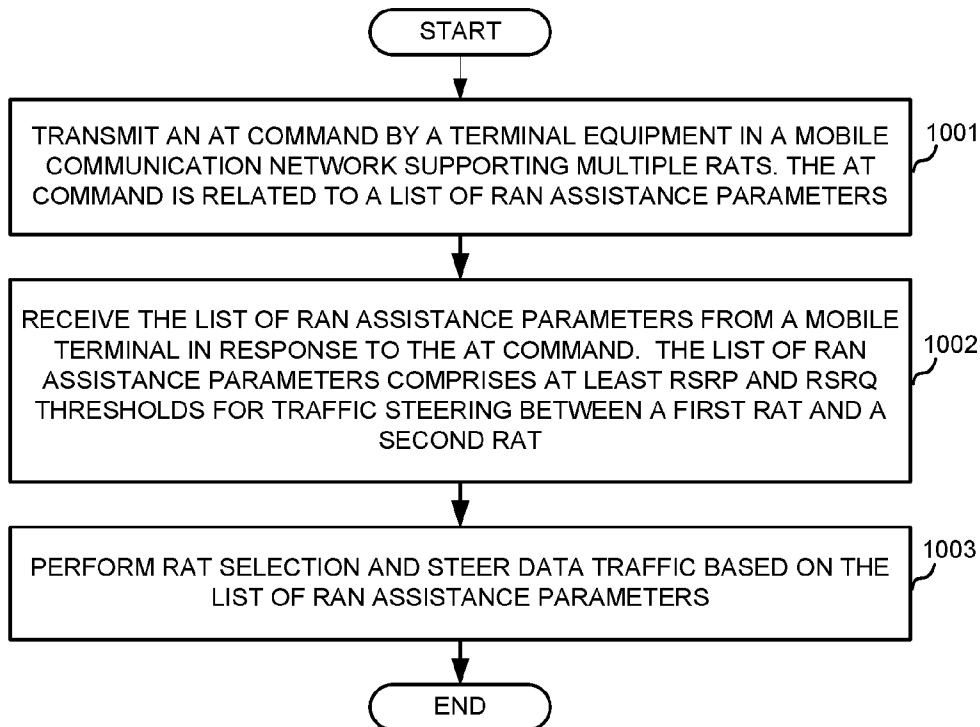 START
TRANSMIT AN AT COMMAND BY A TERMINAL EQUIPMENT IN A MOBILE
COMMUNICATION NETWORK SUPPORTING MULTIPLE RATS. THE AT
COMMAND IS RELATED TO A LIST OF RAN ASSISTANCE PARAMETERS
1001
RECEIVE THE LIST OF RAN ASSISTANCE PARAMETERS FROM A MOBILE
TERMINAL IN RESPONSE TO THE AT COMMAND. THE LIST OF RAN
ASSISTANCE PARAMETERS COMPRISES AT LEAST RSRP AND RSRQ
THRESHOLDS FOR TRAFFIC STEERING BETWEEN A FIRST RAT AND A
SECOND RAT
1002
PERFORM RAT SELECTION AND STEER DATA TRAFFIC BASED ON THE
LIST OF RAN ASSISTANCE PARAMETERS
1003
END